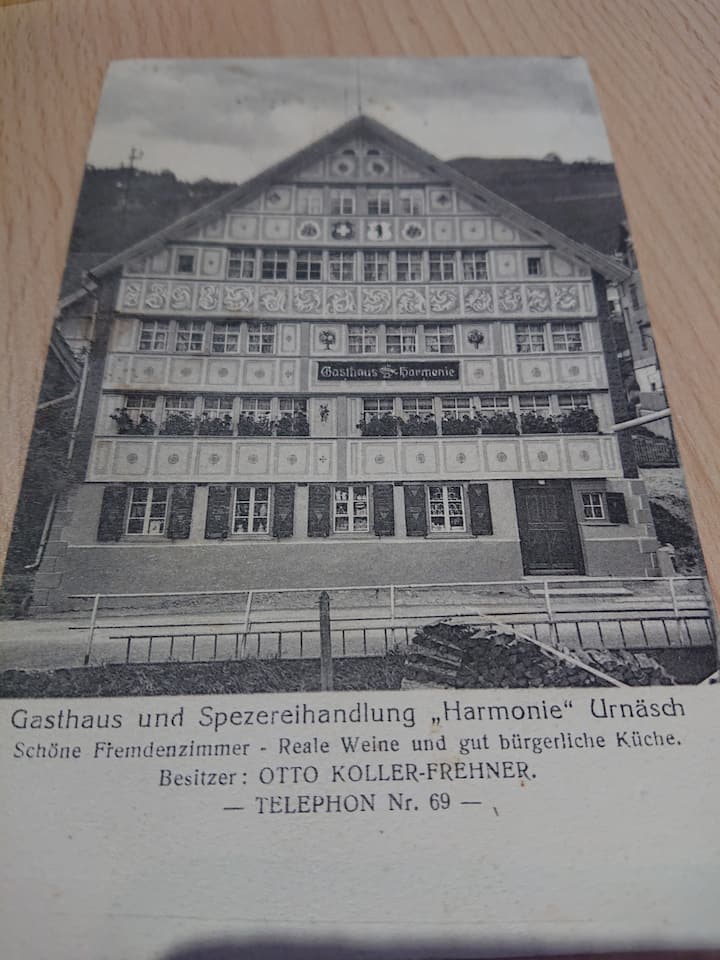 Gasthaus Harmonie
Gasthaus und Spezereihandlung „Harmonie“ Urnäsch
Schöne Fremdenzimmer - Reale Weine und gut bürgerliche Küche.
Besitzer: OTTO KOLLER-FREHNER.
— TELEPHON Nr. 69 —